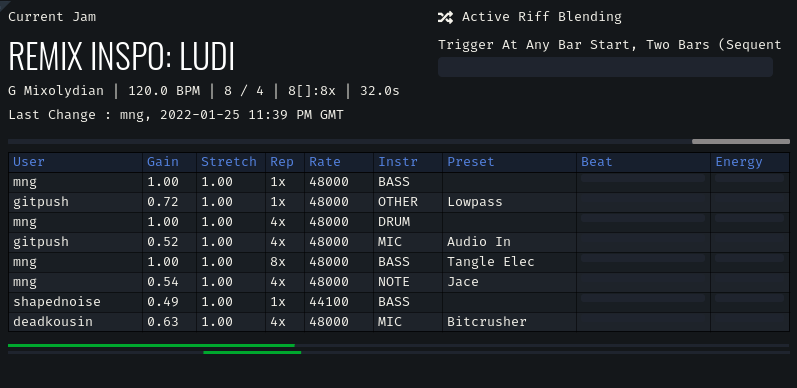 Current Jam
REMIX INSPO: LUDI
G Mixolydian | 120.0 BPM | 8 / 4 | 8[]:8x | 32.0s
Last Change : mng, 2022-01-25 11:39 PM GMT
Active Riff Blending
Trigger At Any Bar Start, Two Bars (Sequent
User Gain Stretch Rep Rate Instr Preset Beat Energy
mng 1.00 1.00 1x 48000 BASS
gitpush 0.72 1.00 1x 48000 OTHER Lowpass
mng 1.00 1.00 4x 48000 DRUM
gitpush 0.52 1.00 4x 48000 MIC Audio In
mng 1.00 1.00 8x 48000 BASS Tangle Elec
mng 0.54 1.00 4x 48000 NOTE Jace
shapednoise 0.49 1.00 1x 44100 BASS
deadkousin 0.63 1.00 4x 48000 MIC Bitcrusher